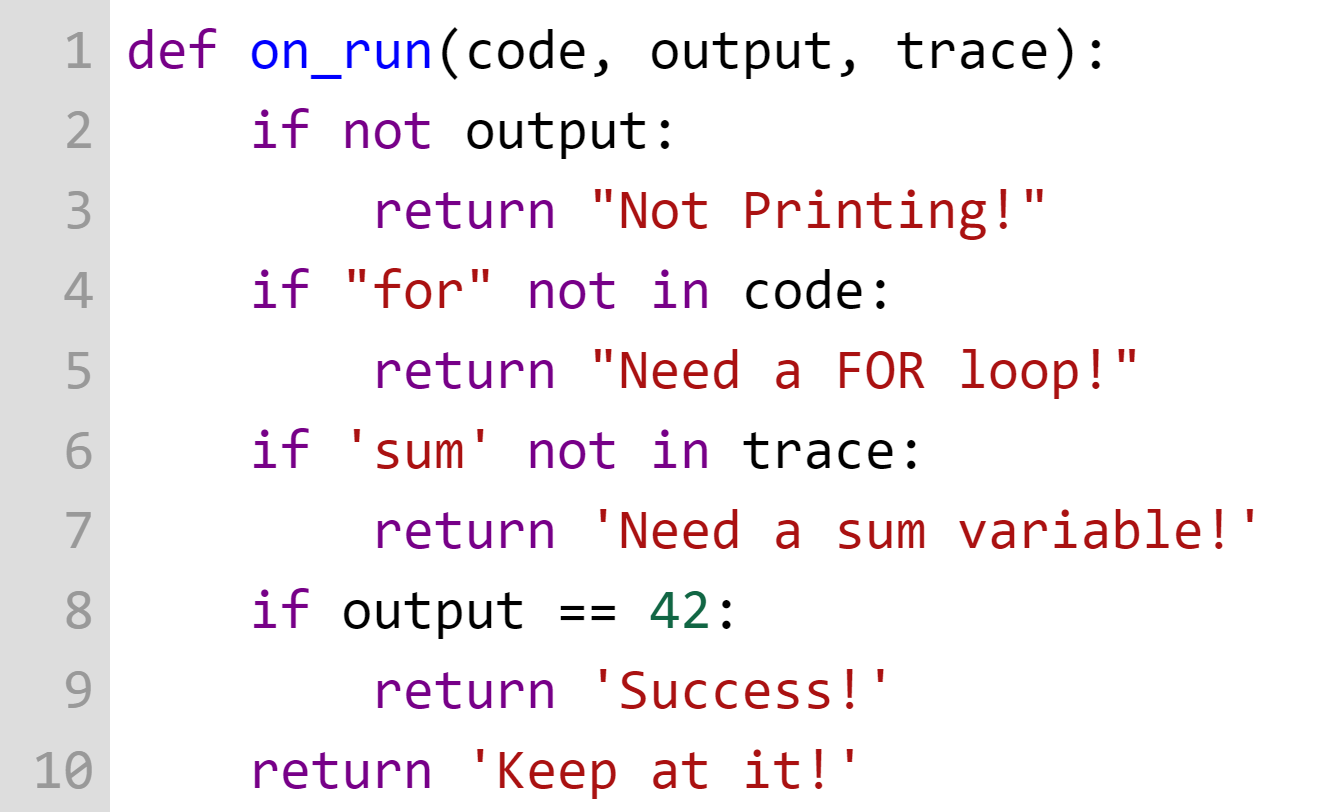 1 def on_run(code, output, trace):
2     if not output:
3         return "Not Printing!"
4     if "for" not in code:
5         return "Need a FOR loop!"
6     if 'sum' not in trace:
7         return 'Need a sum variable!'
8     if output == 42:
9         return 'Success!'
10     return 'Keep at it!'